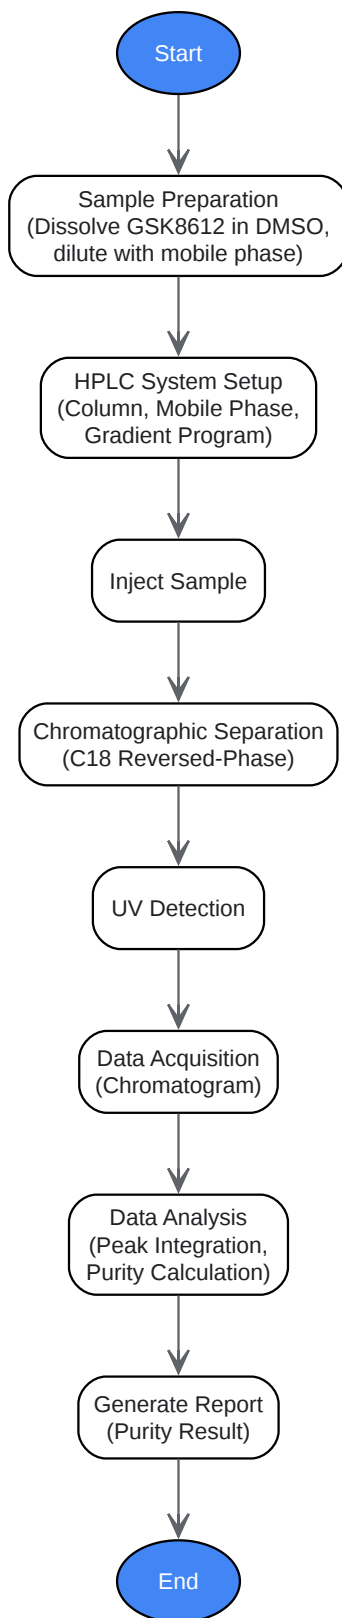 Start
Sample Preparation
(Dissolve GSK8612 in DMSO,
dilute with mobile phase)
HPLC System Setup
(Column, Mobile Phase,
Gradient Program)
Inject Sample
Chromatographic Separation
(C18 Reversed-Phase)
UV Detection
Data Acquisition
(Chromatogram)
Data Analysis
(Peak Integration,
Purity Calculation)
Generate Report
(Purity Result)
End